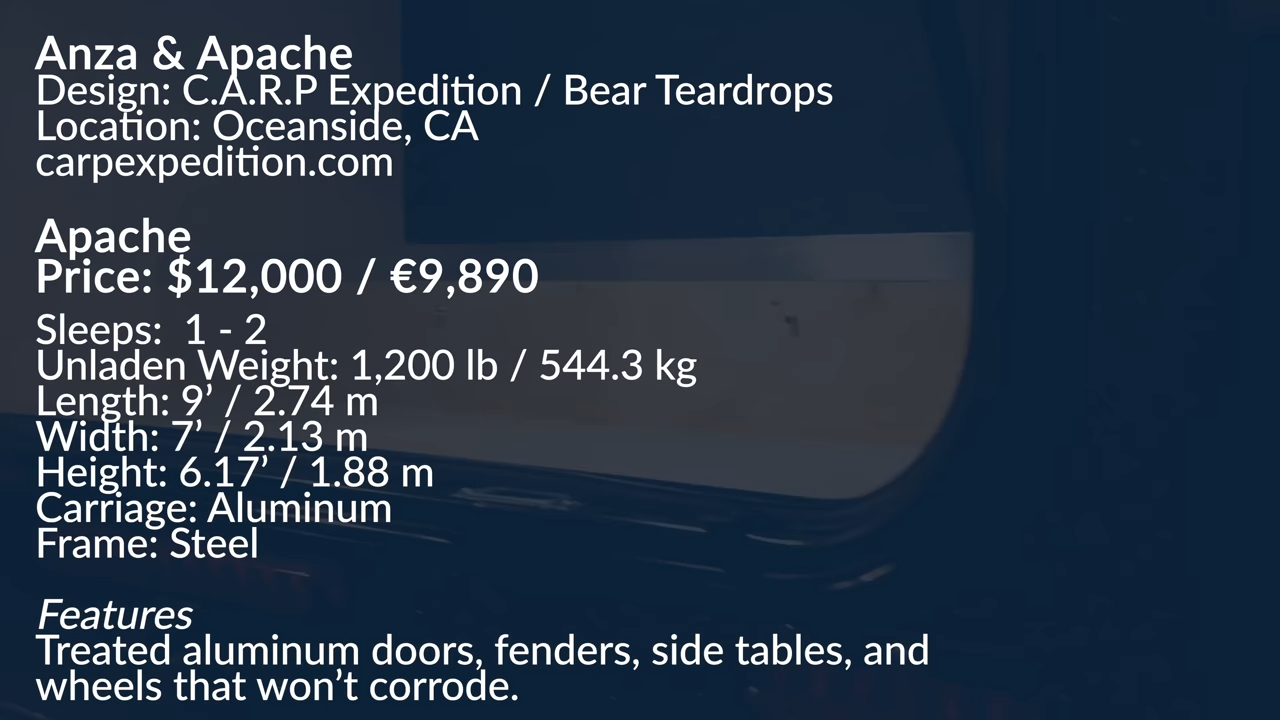 Anza & Apache
Design: C.A.R.P Expedition / Bear Teardrops
Location: Oceanside, CA
carpexpedition.com
Apache
Price: $12,000 / €9,890
Sleeps:  1 - 2
Unladen Weight: 1,200 lb / 544.3 kg
Length: 9’ / 2.74 m
Width: 7’ / 2.13 m
Height: 6.17’ / 1.88 m
Carriage: Aluminum
Frame: Steel
Features
Treated aluminum doors, fenders, side tables, and
wheels that won’t corrode.